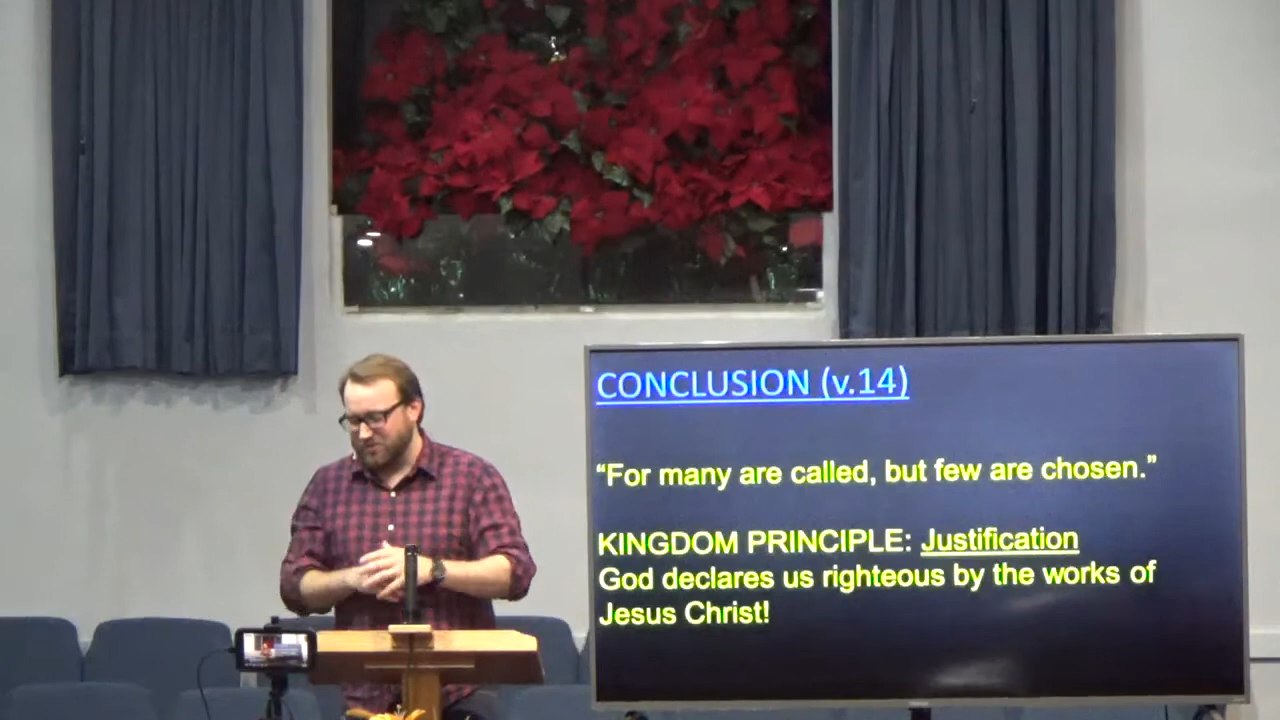 CONCLUSION (v.14)
“For many are called, but few are chosen.”
KINGDOM PRINCIPLE: Justification
God declares us righteous by the works of
Jesus Christ!